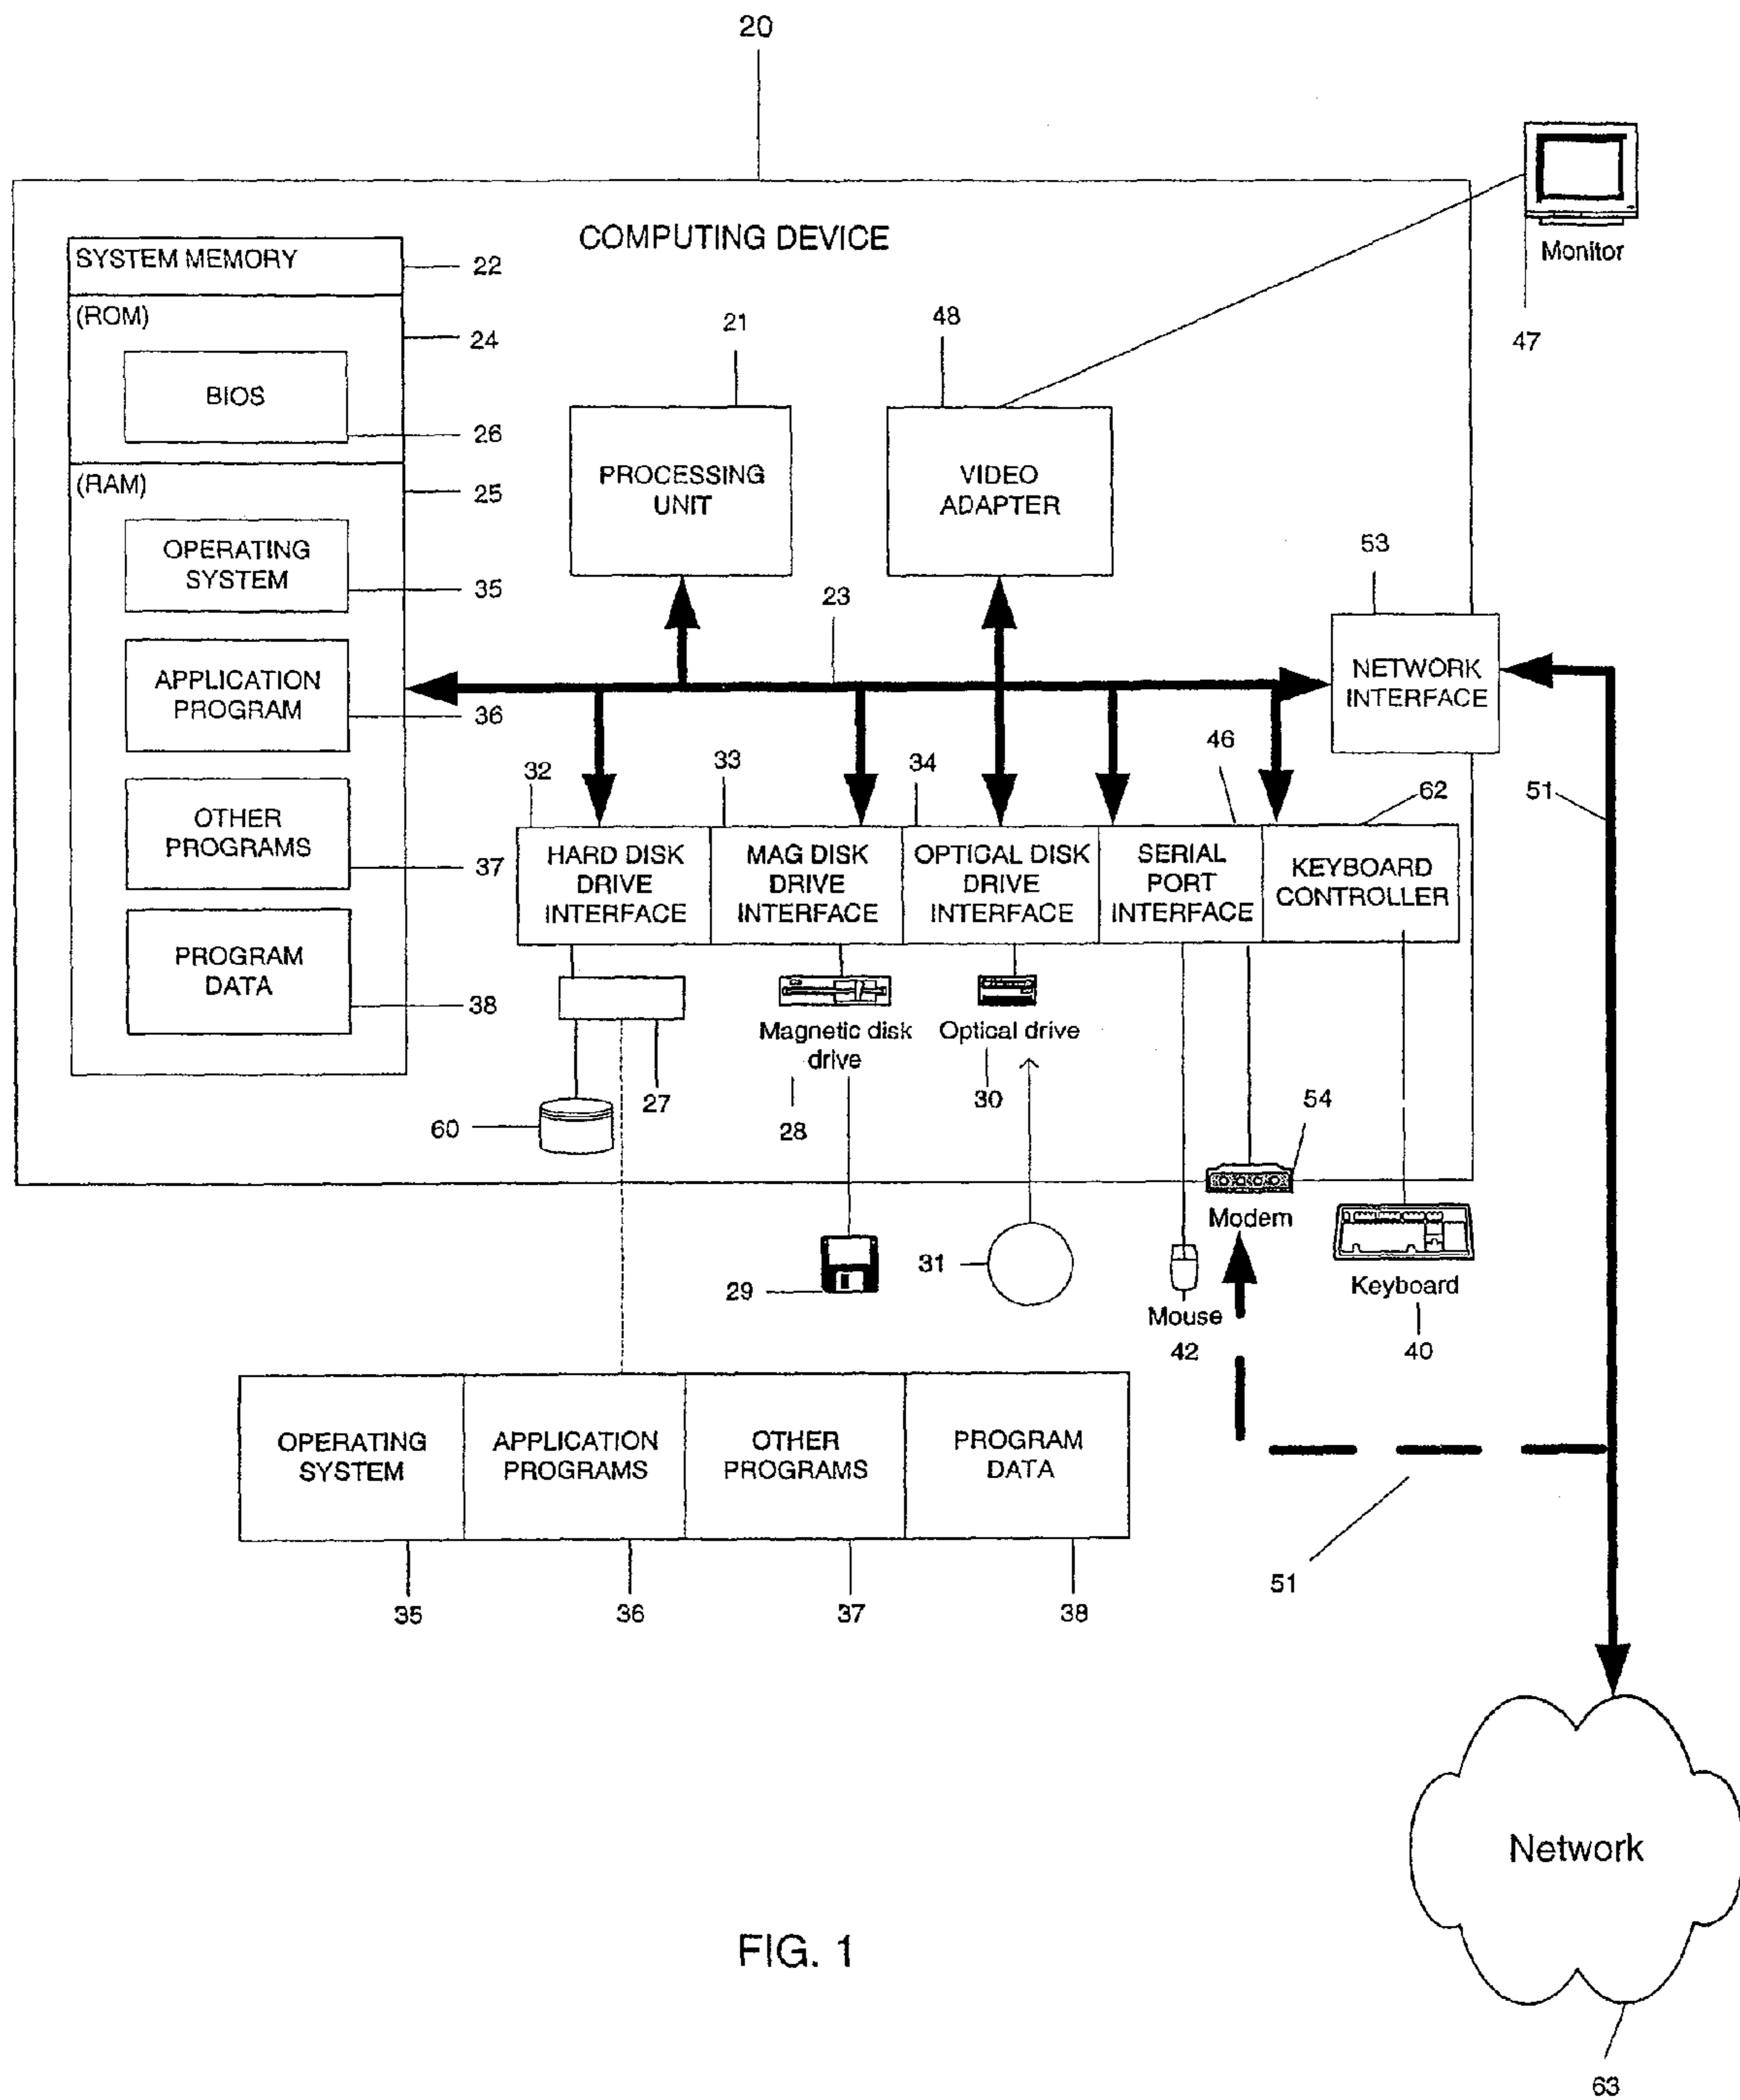 20
COMPUTING DEVICE
Monitor
47
SYSTEM MEMORY
22
(ROM)
24
BIOS
26
(RAM)
25
OPERATING
SYSTEM
35
APPLICATION
PROGRAM
36
OTHER
PROGRAMS
37
PROGRAM
DATA
38
21
PROCESSING
UNIT
48
VIDEO
ADAPTER
23
53
NETWORK
INTERFACE
51
32
HARD DISK
DRIVE
INTERFACE
33
MAG DISK
DRIVE
INTERFACE
34
OPTICAL DISK
DRIVE
INTERFACE
46
SERIAL
PORT
INTERFACE
62
KEYBOARD
CONTROLLER
27
60
Magnetic disk
drive
28
Optical drive
30
54
Modem
29
31
Mouse
42
Keyboard
40
OPERATING
SYSTEM
APPLICATION
PROGRAMS
OTHER
PROGRAMS
PROGRAM
DATA
35
36
37
38
51
Network
63
FIG. 1